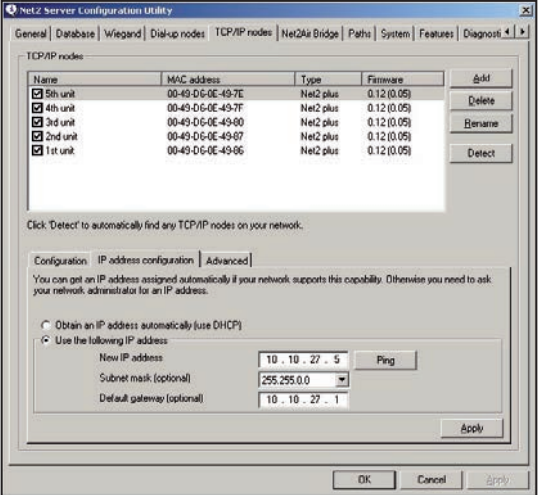 Net2 Server Configuration Utility
General Database Wiegand Dial-up nodes TCP/IP nodes Net2Air Bridge Paths System Features Diagnosti
TCP/IP nodes
Name MAC address Type Firmware
5th unit 00-49-D6-0E-49-7E Net2 plus 0.12 (0.05)
4th unit 00-49-D6-0E-49-7F Net2 plus 0.12 (0.05)
3rd unit 00-49-D6-0E-49-80 Net2 plus 0.12 (0.05)
2nd unit 00-49-D6-0E-49-87 Net2 plus 0.12 (0.05)
1st unit 00-49-D6-0E-49-86 Net2 plus 0.12 (0.05)
Add
Delete
Rename
Detect
Click 'Detect' to automatically find any TCP/IP nodes on your network.
Configuration IP address configuration Advanced
You can get an IP address assigned automatically if your network supports this capability. Otherwise you need to ask
your network administrator for an IP address.
Obtain an IP address automatically (use DHCP)
Use the following IP address
New IP address 10 . 10 . 27 . 5 Ping
Subnet mask (optional) 255.255.0.0
Default gateway (optional) 10 . 10 . 27 . 1
Apply
OK Cancel Apply